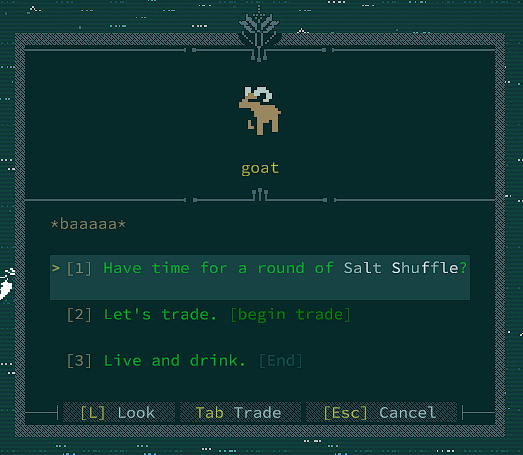 goat
*baaaaa*
> [1] Have time for a round of Salt Shuffle?
[2] Let's trade. [begin trade]
[3] Live and drink. [End]
[L] Look Tab Trade [Esc] Cancel